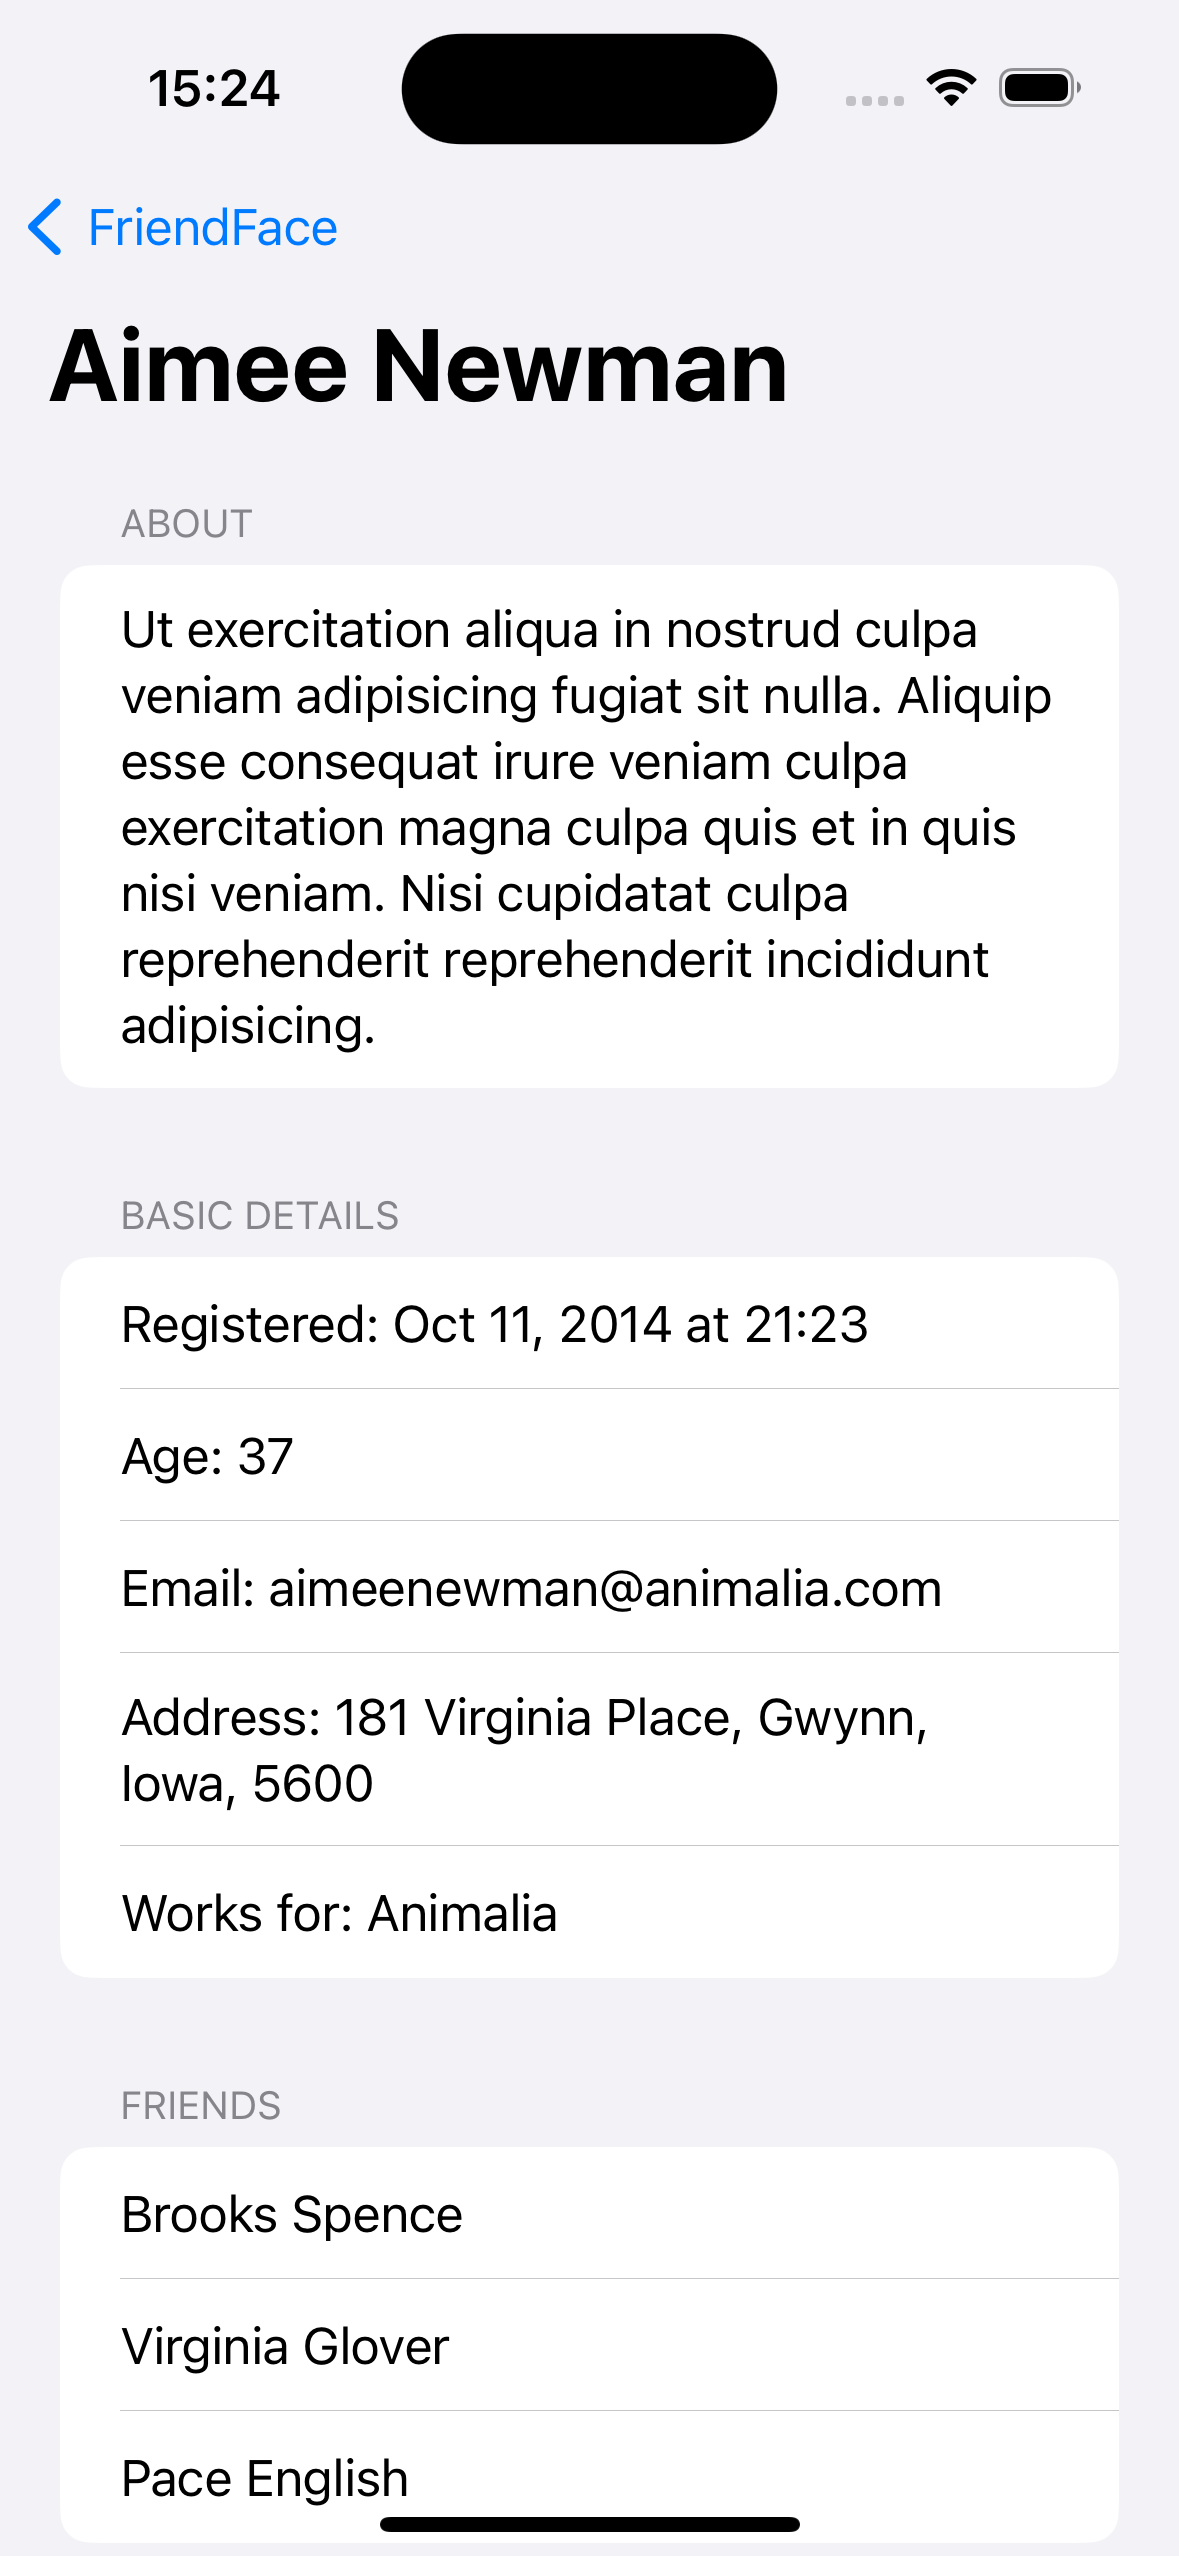 15:24
FriendFace
Aimee Newman
ABOUT
Ut exercitation aliqua in nostrud culpa
veniam adipisicing fugiat sit nulla. Aliquip
esse consequat irure veniam culpa
exercitation magna culpa quis et in quis
nisi veniam. Nisi cupidatat culpa
reprehenderit reprehenderit incididunt
adipisicing.
BASIC DETAILS
Registered: Oct 11, 2014 at 21:23
Age: 37
Email: aimeenewman@animalia.com
Address: 181 Virginia Place, Gwynn,
Iowa, 5600
Works for: Animalia
FRIENDS
Brooks Spence
Virginia Glover
Pace English